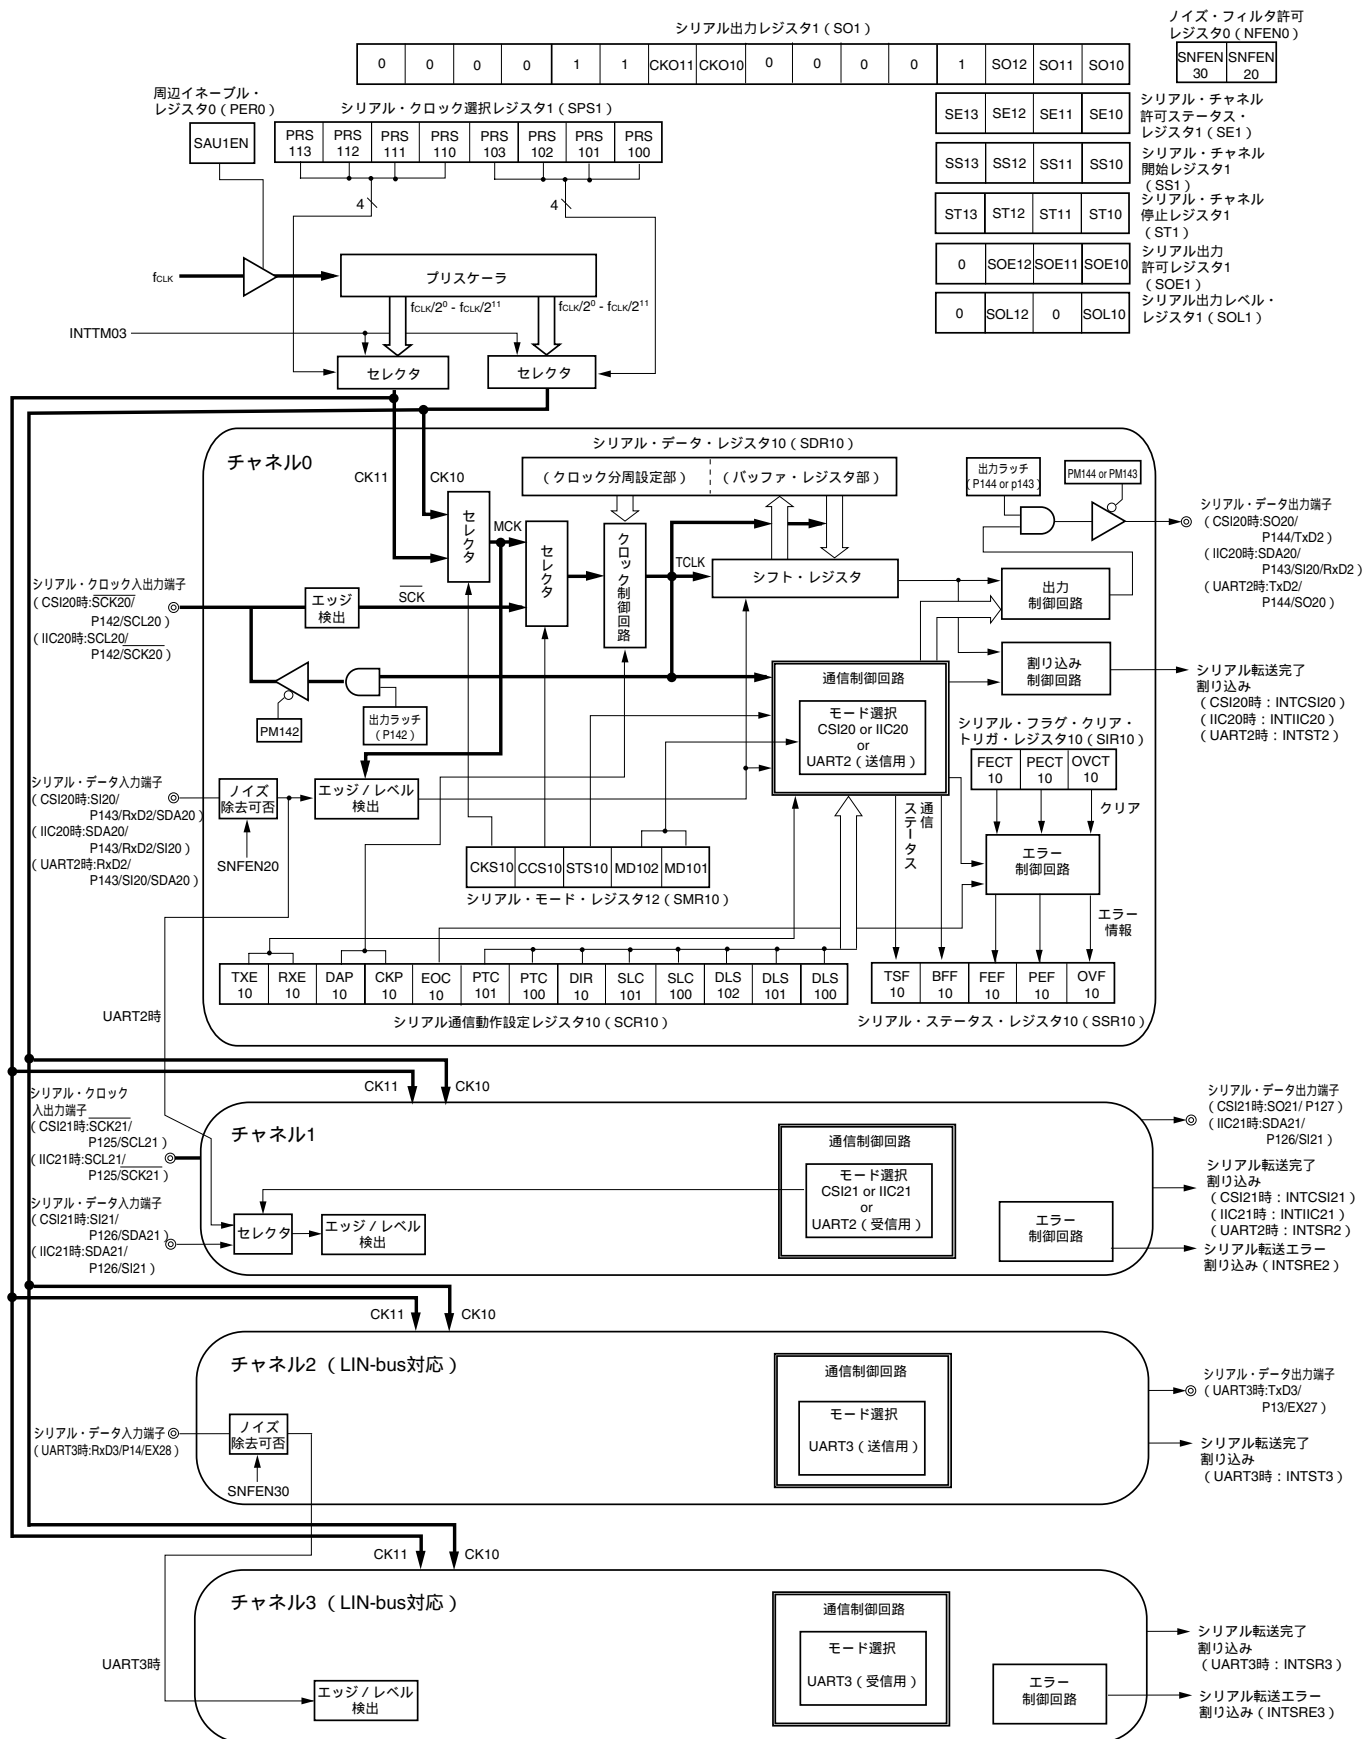 シリアル出力レジスタ1（SO1）
0 0 0 0 1 1 CKO11 CKO10 0 0 0 0 1 SO12 SO11 SO10
ノイズ・フィルタ許可
レジスタ0（NFEN0）
SNFEN
30
SNFEN
20
周辺イネーブル・
レジスタ0（PER0）
SAU1EN
シリアル・クロック選択レジスタ1（SPS1）
PRS PRS PRS PRS PRS PRS PRS PRS
113 112 111 110 103 102 101 100
4
4
SE13 SE12 SE11 SE10
シリアル・チャネル
許可ステータス・
レジスタ1（SE1）
SS13 SS12 SS11 SS10
シリアル・チャネル
開始レジスタ1
（SS1）
ST13 ST12 ST11 ST10
シリアル・チャネル
停止レジスタ1
（ST1）
0 SOE12 SOE11 SOE10
シリアル出力
許可レジスタ1
（SOE1）
0 SOL12 0 SOL10
シリアル出力レベル・
レジスタ1（SOL1）
fCLK
プリスケーラ
fCLK/2⁰ - fCLK/2¹¹
fCLK/2⁰ - fCLK/2¹¹
INTTM03
セレクタ
セレクタ
チャネル0
CK11
CK10
シリアル・データ・レジスタ10（SDR10）
（クロック分周設定部）
（バッファ・レジスタ部）
セレクタ
MCK
セレクタ
クロック制御回路
TCLK
シフト・レジスタ
出力ラッチ
（P144 or p143）
PM144 or PM143
シリアル・データ出力端子
（CSI20時:SO20/
P144/TxD2）
（IIC20時:SDA20/
P143/SI20/RxD2）
（UART2時:TxD2/
P144/SO20）
出力
制御回路
シリアル・クロック入出力端子
（CSI20時:SCK20/
P142/SCL20）
（IIC20時:SCL20/
P142/SCK20）
エッジ
検出
SCK
PM142
出力ラッチ
（P142）
通信制御回路
モード選択
CSI20 or IIC20
or
UART2（送信用）
割り込み
制御回路
シリアル転送完了
割り込み
（CSI20時：INTCSI20）
（IIC20時：INTIIC20）
（UART2時：INTST2）
シリアル・フラグ・クリア・
トリガ・レジスタ10（SIR10）
FECT PECT OVCT
10 10 10
クリア
シリアル・データ入力端子
（CSI20時:SI20/
P143/RxD2/SDA20）
（IIC20時:SDA20/
P143/RxD2/SI20）
（UART2時:RxD2/
P143/SI20/SDA20）
ノイズ
除去可否
SNFEN20
エッジ/レベル
検出
CKS10 CCS10 STS10 MD102 MD101
シリアル・モード・レジスタ12（SMR10）
通信
ステータス
エラー
制御回路
エラー
情報
TXE RXE DAP CKP EOC PTC PTC DIR SLC SLC DLS DLS DLS
10 10 10 10 10 101 100 10 101 100 102 101 100
シリアル通信動作設定レジスタ10（SCR10）
TSF BFF FEF PEF OVF
10 10 10 10 10
シリアル・ステータス・レジスタ10（SSR10）
UART2時
CK11
CK10
チャネル1
シリアル・クロック
入出力端子
（CSI21時:SCK21/
P125/SCL21）
（IIC21時:SCL21/
P125/SCK21）
シリアル・データ入力端子
（CSI21時:SI21/
P126/SDA21）
（IIC21時:SDA21/
P126/SI21）
セレクタ
エッジ/レベル
検出
通信制御回路
モード選択
CSI21 or IIC21
or
UART2（受信用）
エラー
制御回路
シリアル・データ出力端子
（CSI21時:SO21/ P127）
（IIC21時:SDA21/
P126/SI21）
シリアル転送完了
割り込み
（CSI21時：INTCSI21）
（IIC21時：INTIIC21）
（UART2時：INTSR2）
シリアル転送エラー
割り込み（INTSRE2）
CK11
CK10
チャネル2（LIN-bus対応）
シリアル・データ入力端子
（UART3時:RxD3/P14/EX28）
ノイズ
除去可否
SNFEN30
通信制御回路
モード選択
UART3（送信用）
シリアル・データ出力端子
（UART3時:TxD3/
P13/EX27）
シリアル転送完了
割り込み
（UART3時：INTST3）
CK11
CK10
チャネル3（LIN-bus対応）
UART3時
エッジ/レベル
検出
通信制御回路
モード選択
UART3（受信用）
エラー
制御回路
シリアル転送完了
割り込み
（UART3時：INTSR3）
シリアル転送エラー
割り込み（INTSRE3）